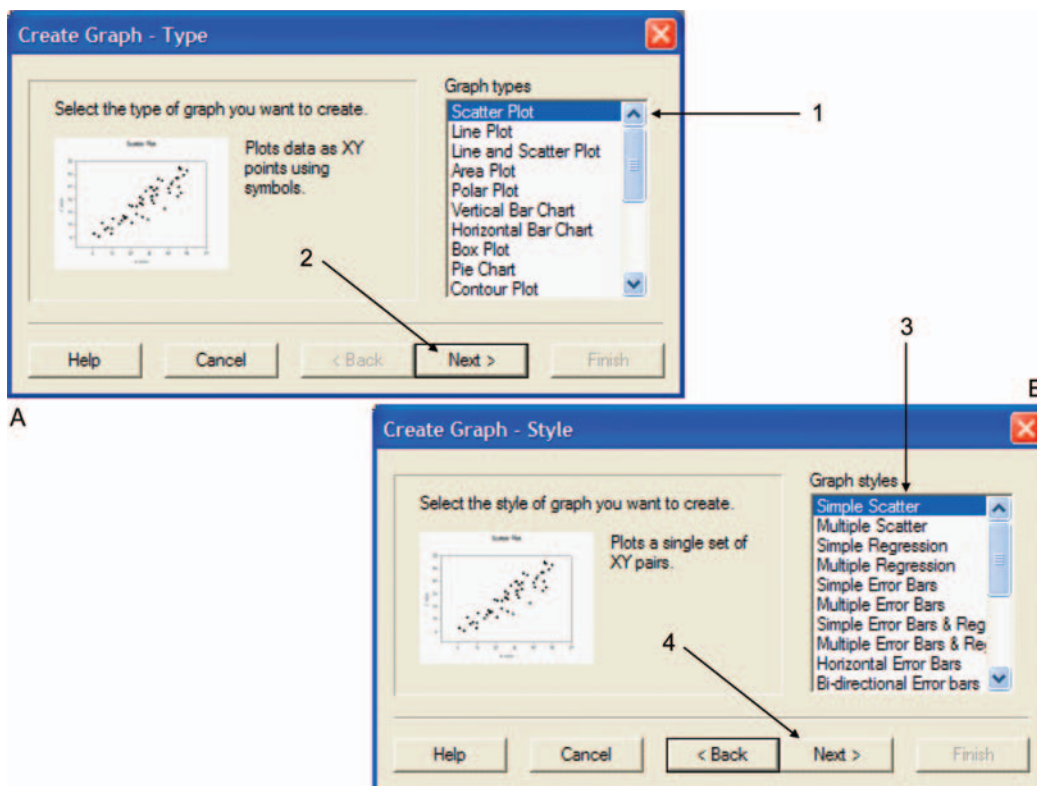 Create Graph - Type
Select the type of graph you want to create.
Scatter Plot
Plots data as XY
points using
symbols.
Graph types
Scatter Plot
Line Plot
Line and Scatter Plot
Area Plot
Polar Plot
Vertical Bar Chart
Horizontal Bar Chart
Box Plot
Pie Chart
Contour Plot
1
2
Help
Cancel
< Back
Next >
Finish
A
3
Create Graph - Style
Select the style of graph you want to create.
Scatter Plot
Plots a single set of
XY pairs.
Graph styles
Simple Scatter
Multiple Scatter
Simple Regression
Multiple Regression
Simple Error Bars
Multiple Error Bars
Simple Error Bars & Reg
Multiple Error Bars & Re
Horizontal Error Bars
Bi-directional Error bars
4
Help
Cancel
< Back
Next >
Finish